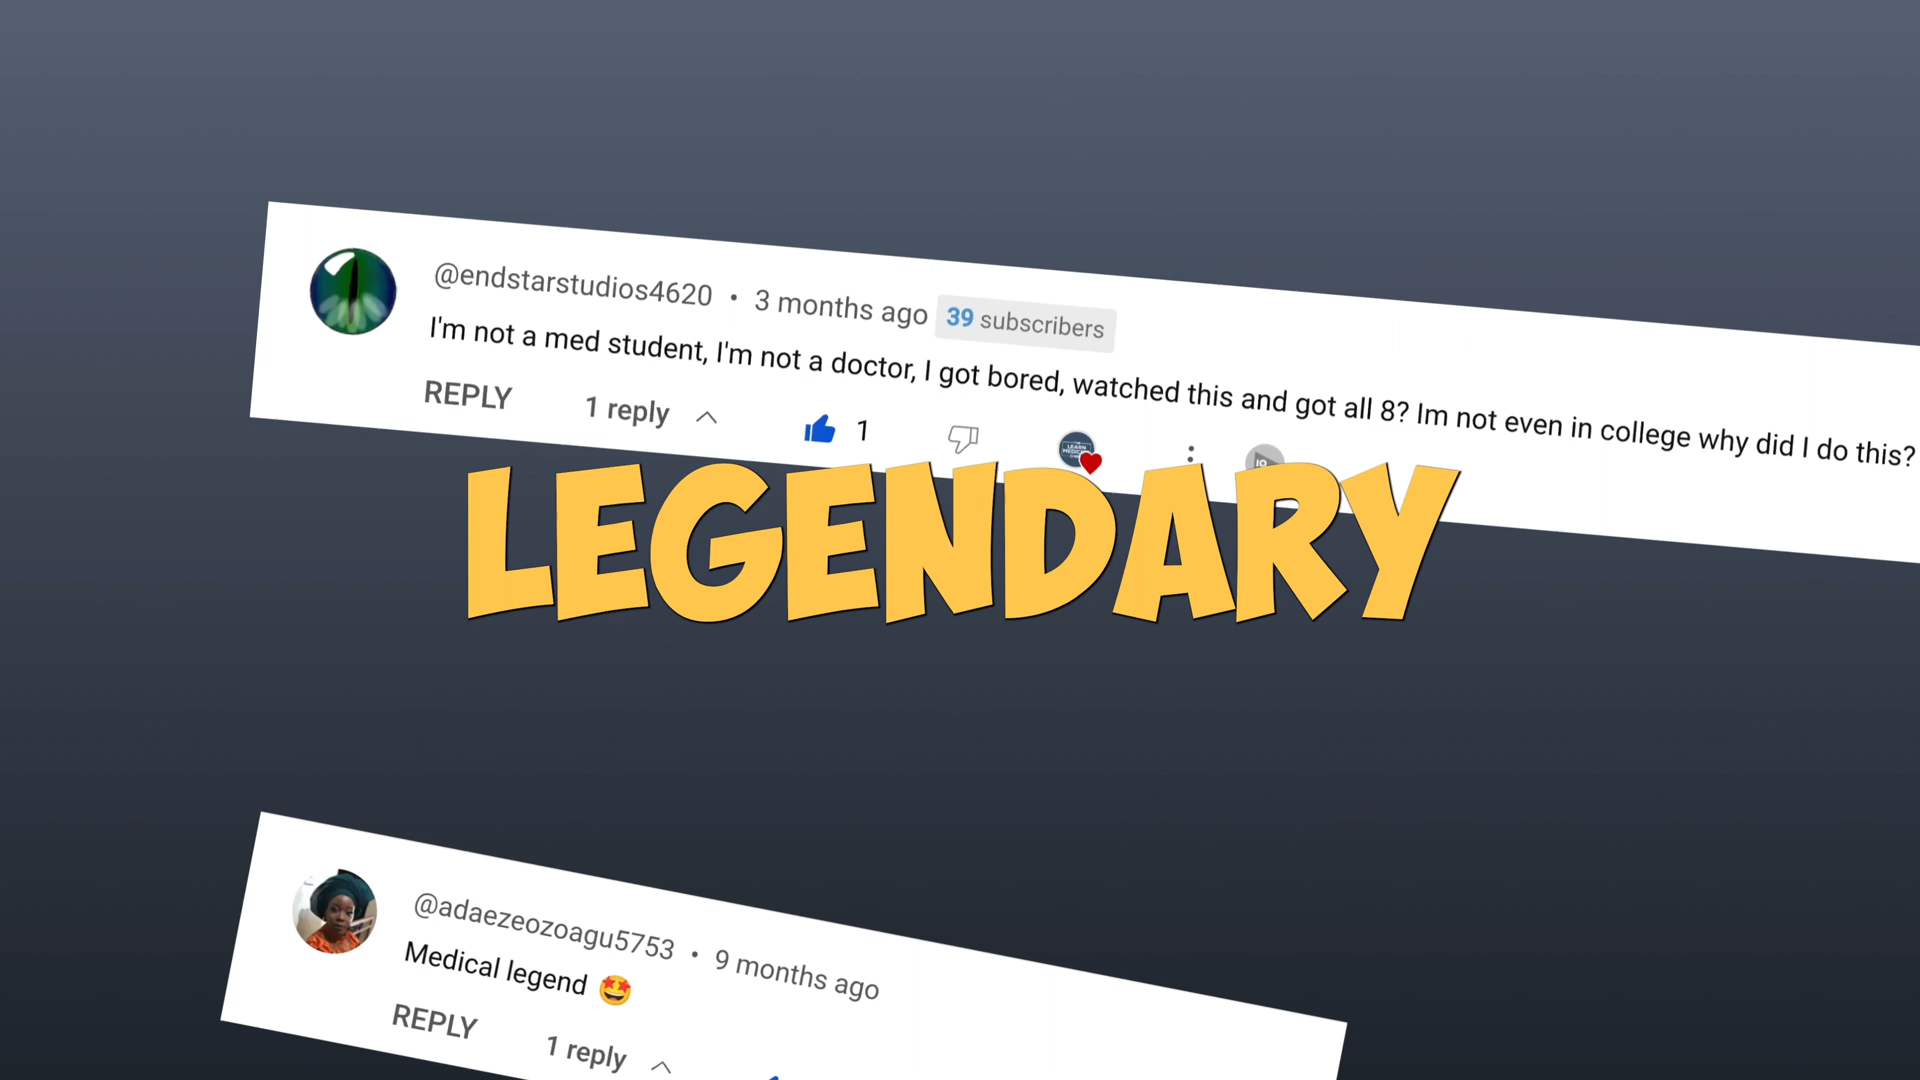 @endstarstudios4620 • 3 months ago 39 subscribers
I'm not a med student, I'm not a doctor, I got bored, watched this and got all 8? Im not even in college why did I do this?
REPLY 1 reply 1
LEARN
LEGENDARY
@adaezeozoagu5753 • 9 months ago
Medical legend 🤩
REPLY 1 reply